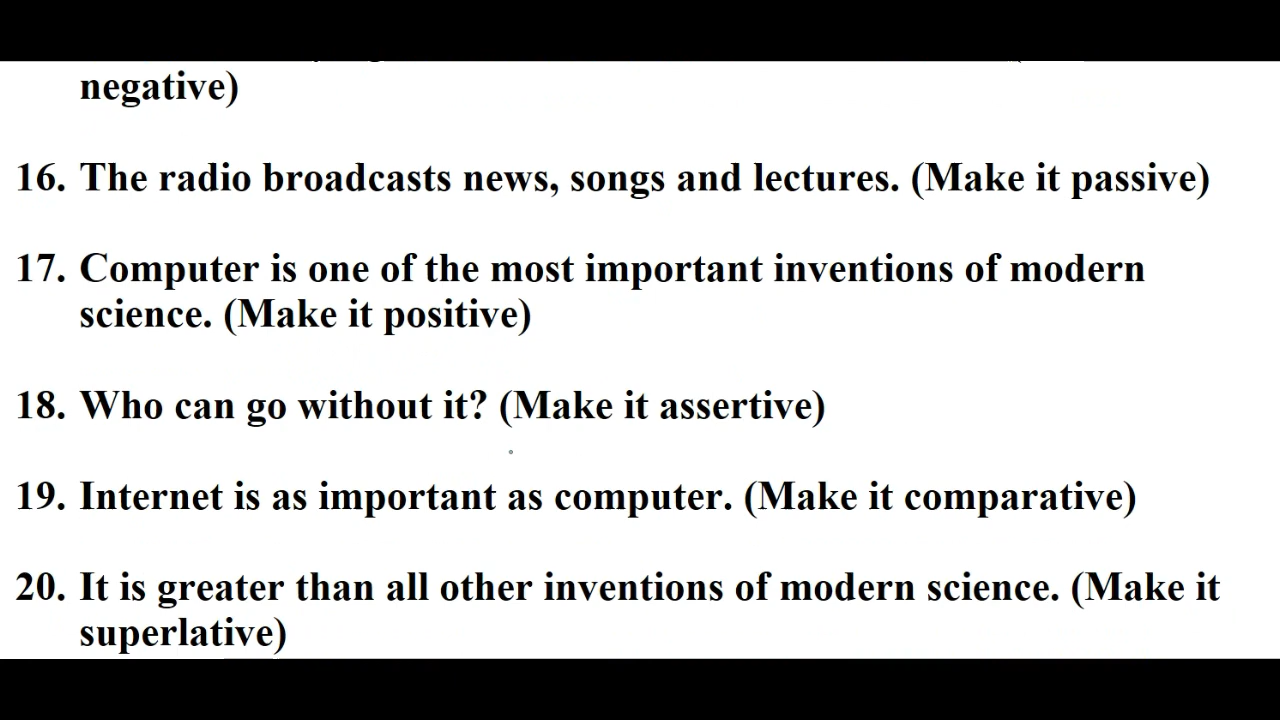 negative)
16. The radio broadcasts news, songs and lectures. (Make it passive)
17. Computer is one of the most important inventions of modern
science. (Make it positive)
18. Who can go without it? (Make it assertive)
19. Internet is as important as computer. (Make it comparative)
20. It is greater than all other inventions of modern science. (Make it
superlative)